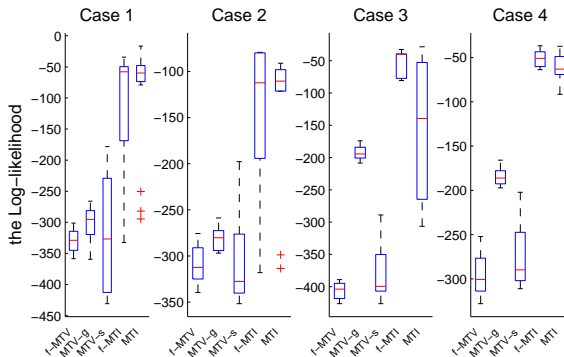 Case 1
Case 2
Case 3
Case 4
the Log-likelihood
0
−50
−100
−150
−200
−250
−300
−350
−400
−450
−100
−150
−200
−250
−300
−350
−50
−100
−150
−200
−250
−300
−350
−400
−50
−100
−150
−200
−250
−300
f−MTV
MTV−g
MTV−s
f−MTI
MTI
f−MTV
MTV−g
MTV−s
f−MTI
MTI
f−MTV
MTV−g
MTV−s
f−MTI
MTI
f−MTV
MTV−g
MTV−s
f−MTI
MTI